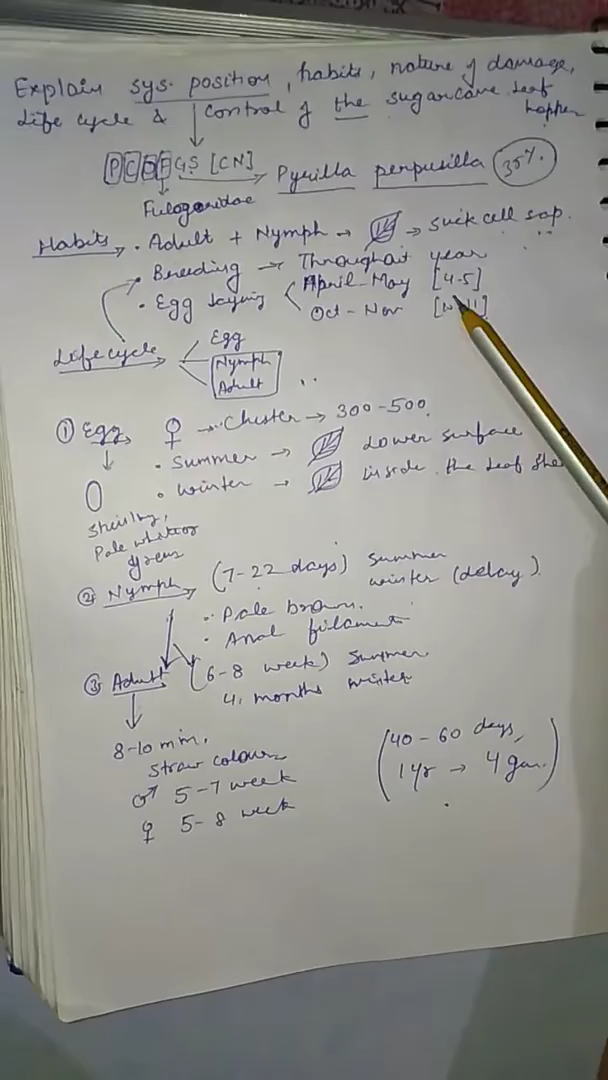 Explain sys. position, habits, nature of damage,
Life cycle & control of the sugarcane leaf
hopper
PCOFGS [CN] → Pyrilla perpusilla 35%.
Fulogoridae
Habits → . Adult + Nymph → → suck cell sap.
. Breeding → Throughout year
. Egg laying April-May [4-5]
Oct - Nov
Life cycle → Egg
Nymph
Adult
① Egg → ♀ → Cluster → 300-500.
. Summer → Lower surface
. Winter → inside the leaf She
Pale
green
② Nymph → (7-22 days) summer
winter (delay)
. Pale brown.
. Anal filament
③ Adult (6-8 week) Summer
4. months winter
8-10 mm.
Straw colour
♂ 5-7 week
♀ 5-8 week
(40-60 days,
1 yr → 4 gen.)